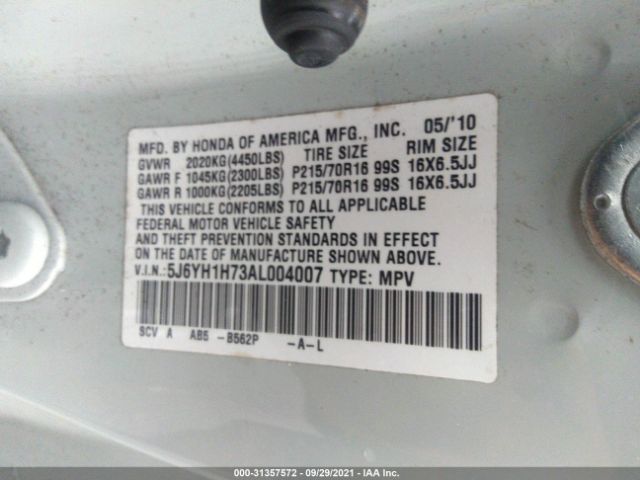 MFD. BY HONDA OF AMERICA MFG., INC. 05/'10
GVWR 2020KG(4450LBS) TIRE SIZE RIM SIZE
GAWR F 1045KG(2300LBS) P215/70R16 99S 16X6.5JJ
GAWR R 1000KG(2205LBS) P215/70R16 99S 16X6.5JJ
THIS VEHICLE CONFORMS TO ALL APPLICABLE
FEDERAL MOTOR VEHICLE SAFETY
AND THEFT PREVENTION STANDARDS IN EFFECT
ON THE DATE OF MANUFACTURE SHOWN ABOVE.
V.I.N.:5J6YH1H73AL004007 TYPE: MPV
SCV A AB5 -B562P -A-L
000-31357572 - 09/29/2021 - IAA Inc.